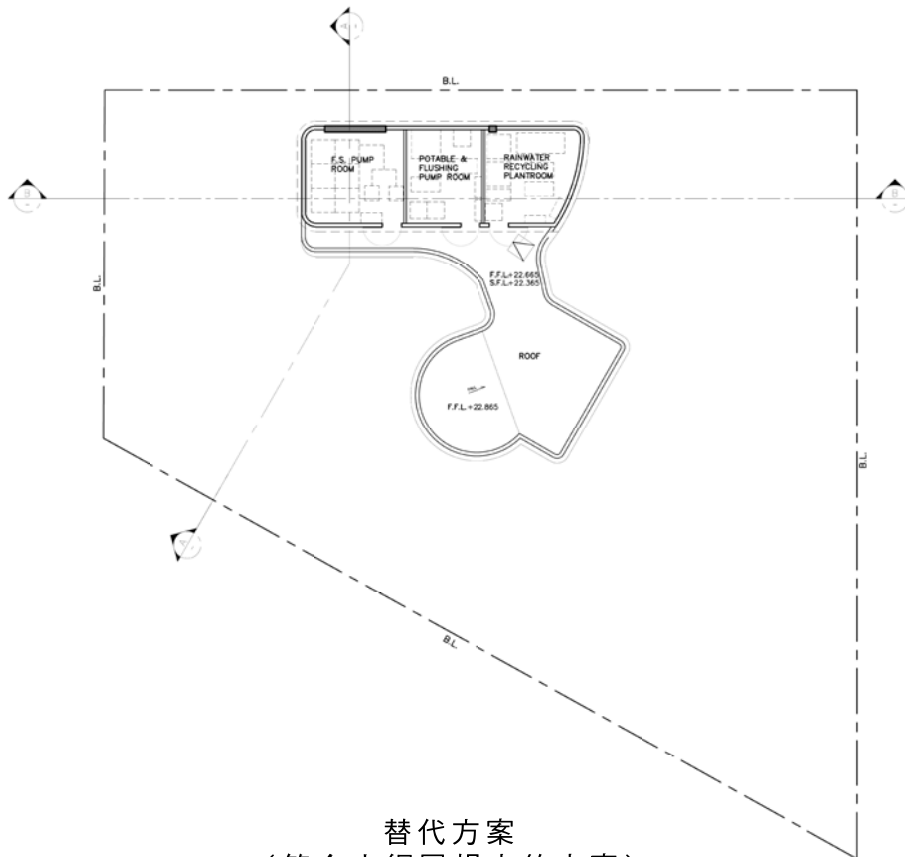 A
B.L.
F.S. PUMP
ROOM
POTABLE &
FLUSHING
PUMP ROOM
RAINWATER
RECYCLING
PLANTROOM
B
B
B.L.
F.F.L.+22.665
S.F.L.+22.365
ROOF
F.F.L.+22.865
B.L.
A
B.L.
替代方案